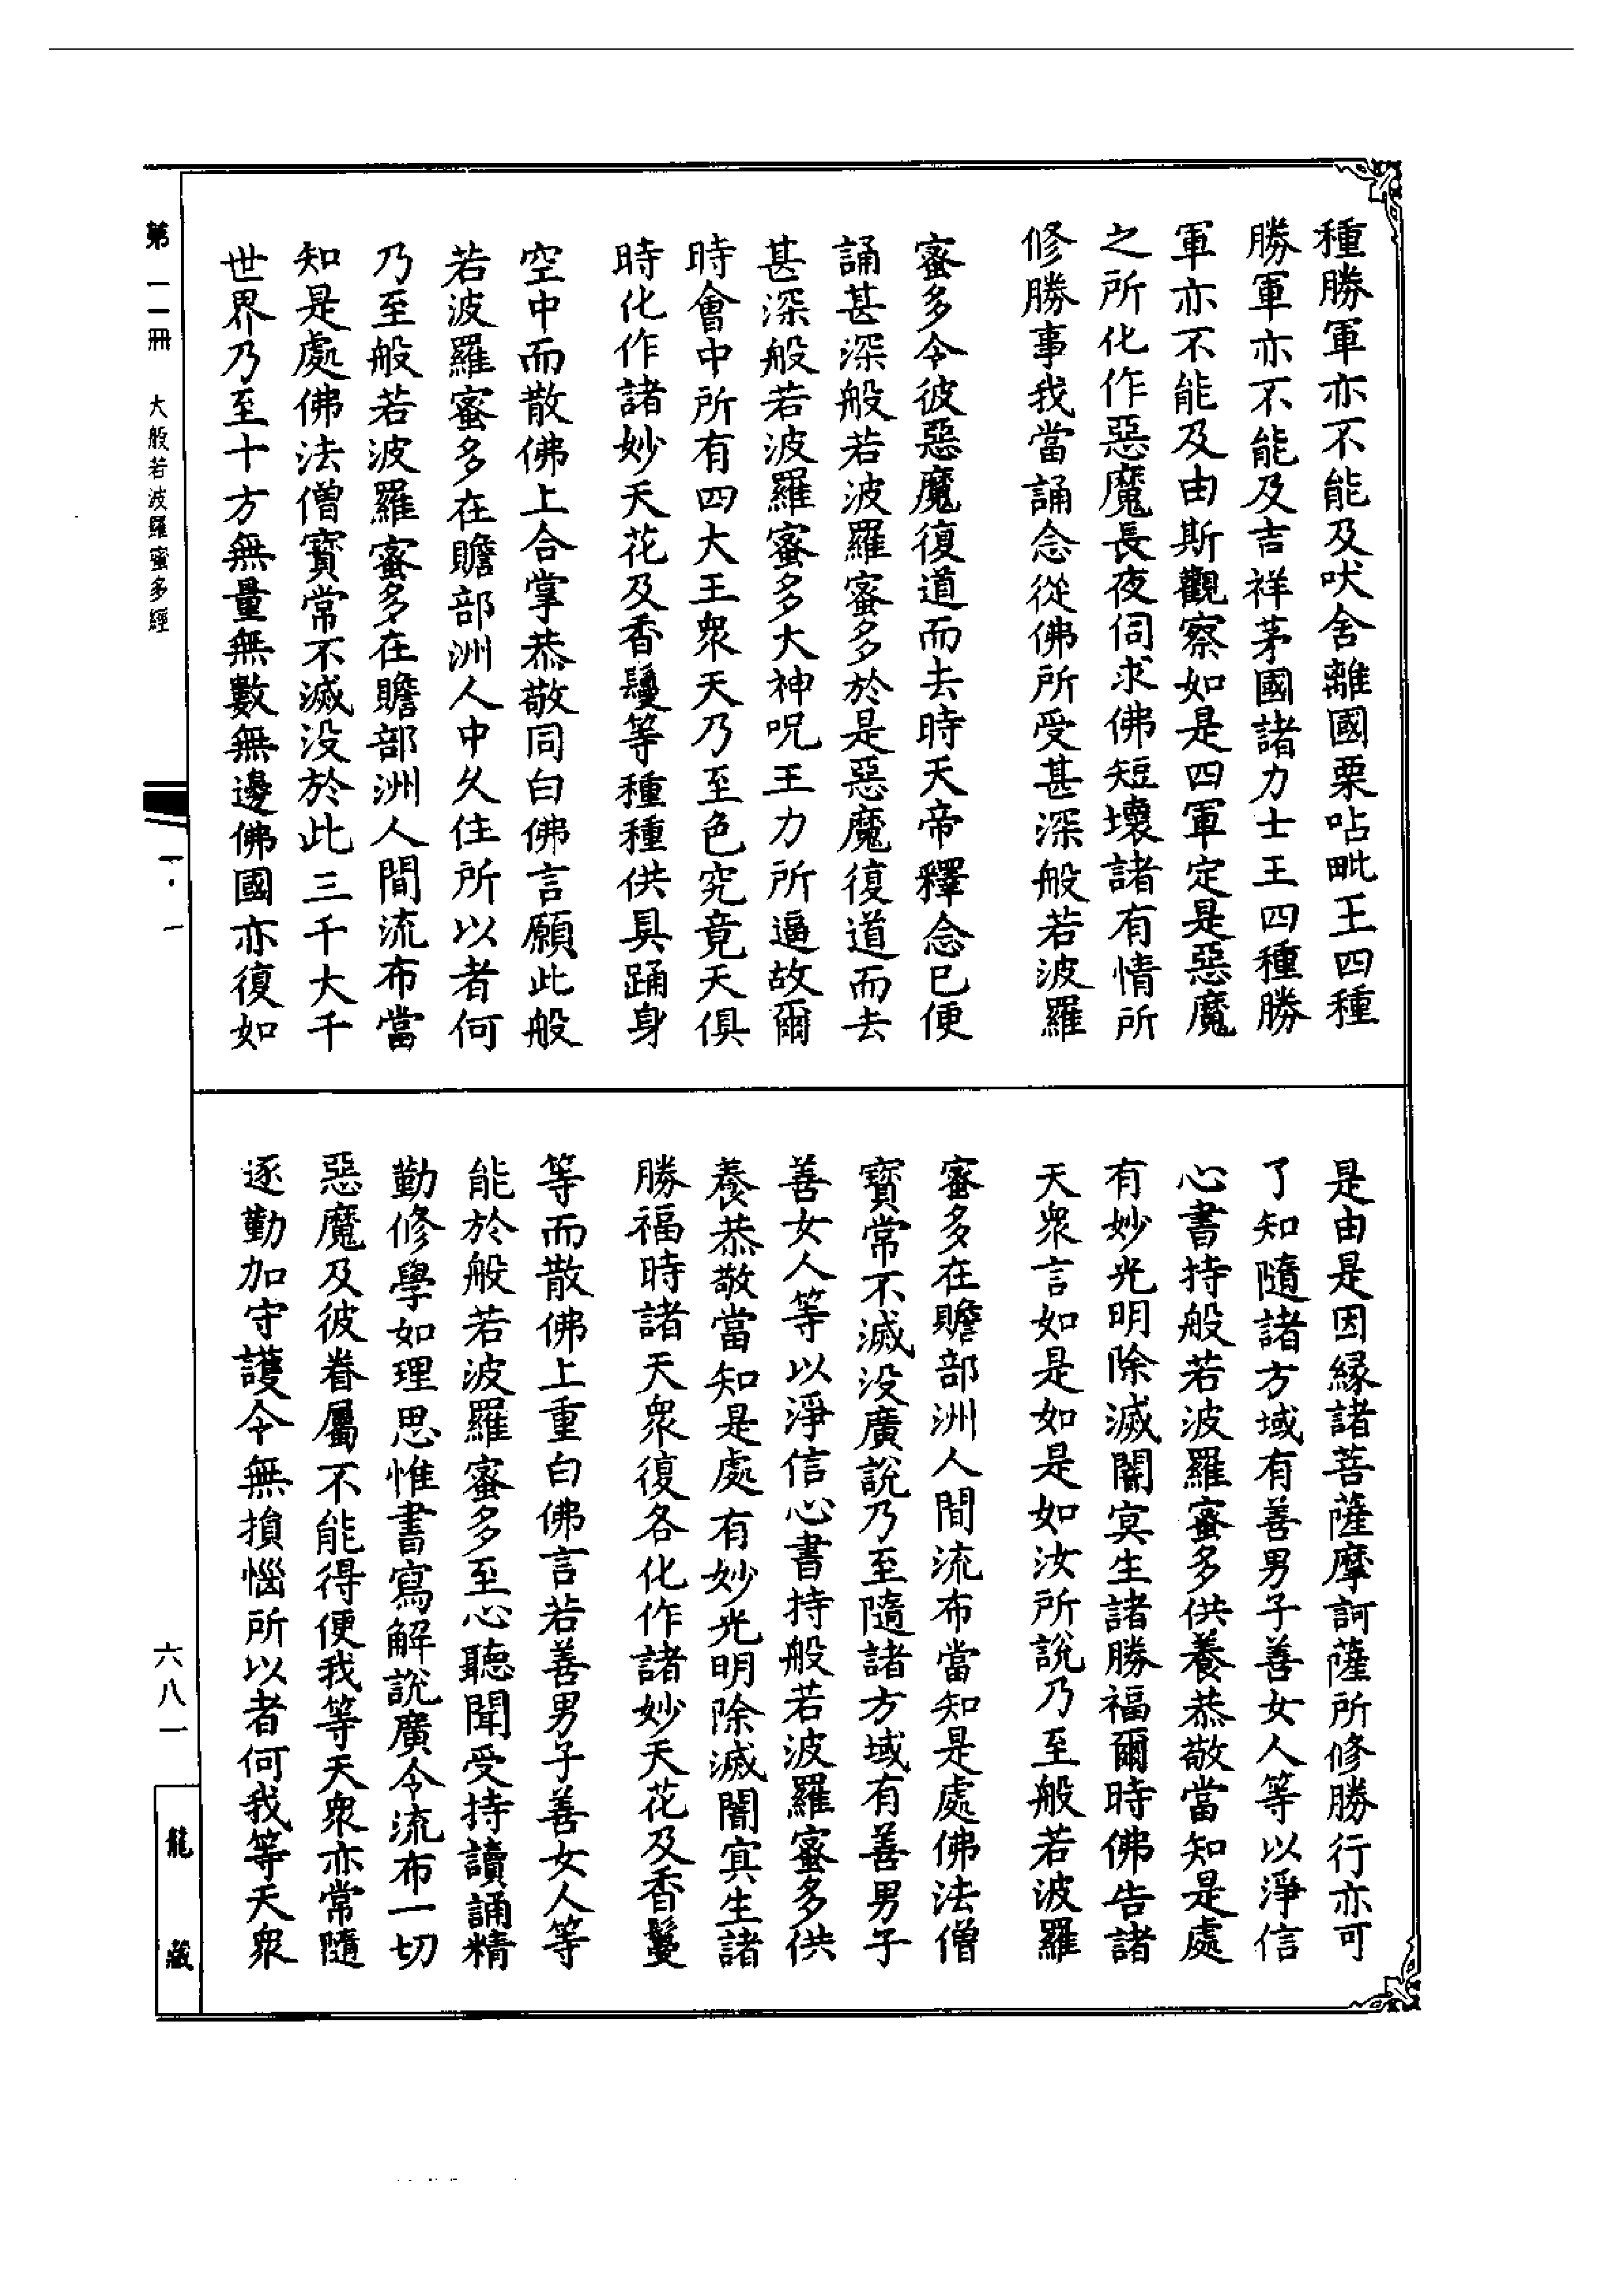 種勝軍亦不能及吠舍離國栗呫毗王四種
勝軍亦不能及吉祥茅國諸力士王四種勝
軍亦不能及由斯觀察如是四軍定是惡魔
之所化作惡魔長夜伺求佛短壞諸有情所
修勝事我當誦念從佛所受甚深般若波羅
蜜多令彼惡魔復道而去時天帝釋念已便
誦甚深般若波羅蜜多於是惡魔復道而去
甚深般若波羅蜜多大神呪王力所逼故爾
時會中所有四大王眾天乃至色究竟天俱
時化作諸妙天花及香鬘等種種供具踊身
空中而散佛上合掌恭敬同白佛言願此般
若波羅蜜多在贍部洲人中久住所以者何
乃至般若波羅蜜多在贍部洲人間流布當
知是處佛法僧寶常不滅没於此三千大千
世界乃至十方無量無數無邊佛國亦復如
是由是因縁諸菩薩摩訶薩所修勝行亦可
了知隨諸方域有善男子善女人等以淨信
心書持般若波羅蜜多供養恭敬當知是處
有妙光明除滅闇冥生諸勝福爾時佛告諸
天眾言如是如是如汝所説乃至般若波羅
蜜多在贍部洲人間流布當知是處佛法僧
寶常不滅没廣説乃至隨諸方域有善男子
善女人等以淨信心書持般若波羅蜜多供
養恭敬當知是處有妙光明除滅闇冥生諸
勝福時諸天眾復各化作諸妙天花及香鬘
等而散佛上重白佛言若善男子善女人等
能於般若波羅蜜多至心聽聞受持讀誦精
勤修學如理思惟書寫解説廣令流布一切
惡魔及彼眷屬不能得便我等天眾亦常隨
逐勤加守護令無損惱所以者何我等天眾
第一一冊 大般若波羅蜜多經
一·一
六八一
龍藏